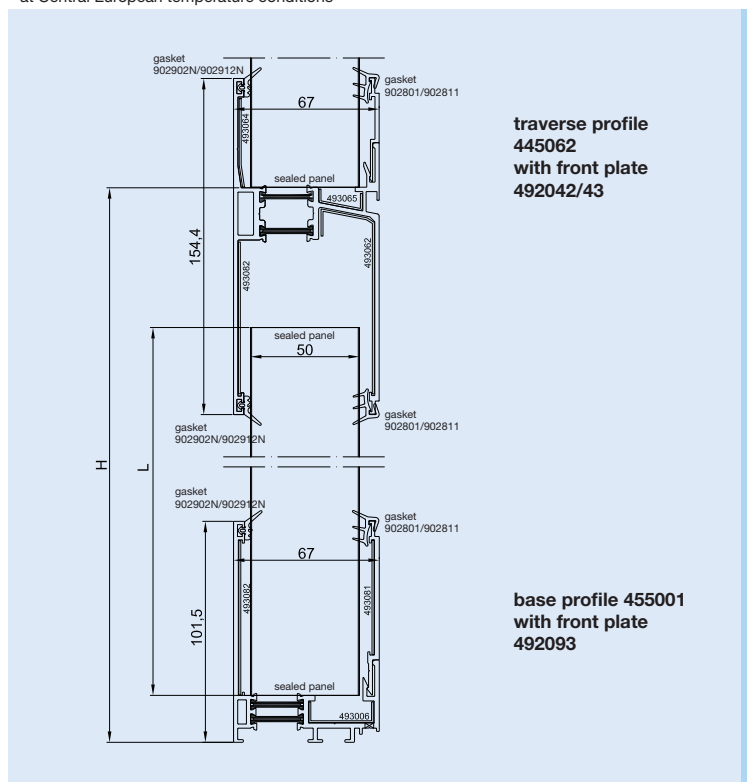 at Central European temperature conditions
gasket
902902N/902912N
gasket
902801/902811
67
493064
traverse profile
445062
with front plate
492042/43
sealed panel
493065
154,4
493082
493062
sealed panel
50
gasket
902902N/902912N
gasket
902801/902811
H
L
gasket
902902N/902912N
gasket
902801/902811
67
101,5
493082
493081
base profile 455001
with front plate
492093
sealed panel
493006